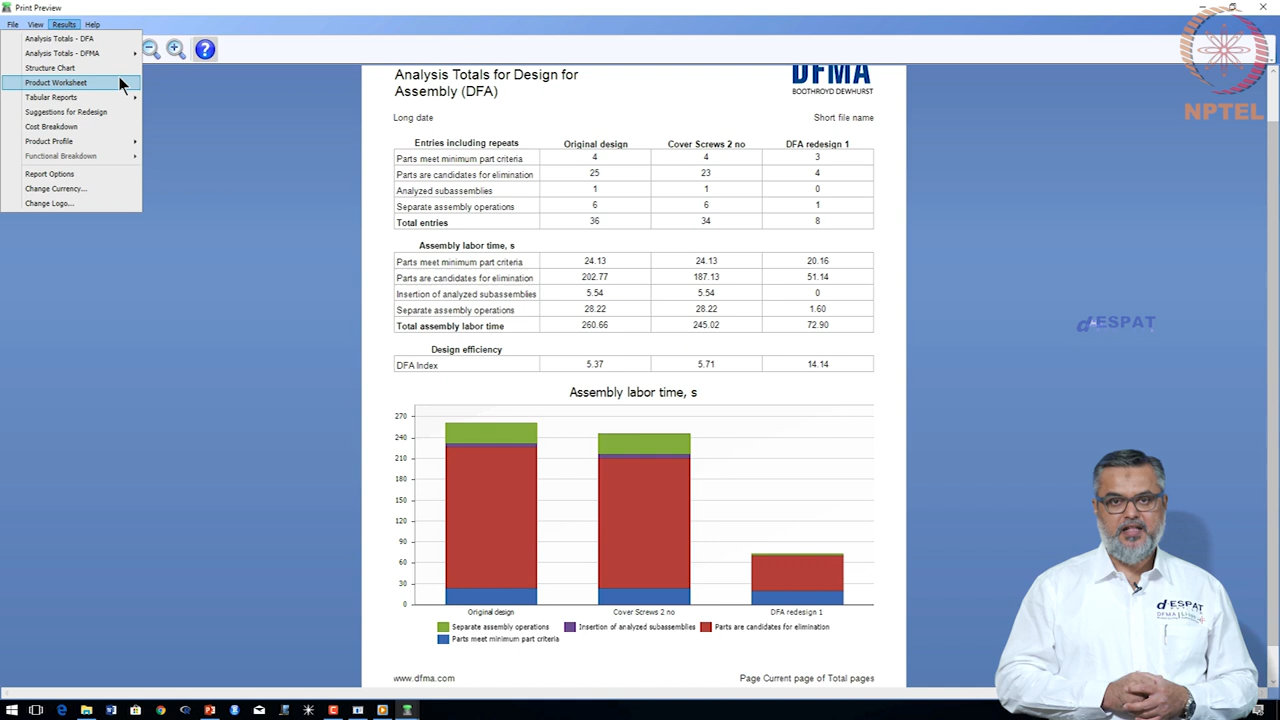 Print Preview
File View Results Help
Analysis Totals - DFA
Analysis Totals - DFMA
Structure Chart
Product Worksheet
Tabular Reports
Suggestions for Redesign
Cost Breakdown
Product Profile
Functional Breakdown
Report Options
Change Currency...
Change Logo...
?
Analysis Totals for Design for
Assembly (DFA)
DFMA
BOOTHROYD DEWHURST
Long date
Short file name
Entries including repeats Original design Cover Screws 2 no DFA redesign 1
Parts meet minimum part criteria 4 4 3
Parts are candidates for elimination 25 23 4
Analyzed subassemblies 1 1 0
Separate assembly operations 6 6 1
Total entries 36 34 8
Assembly labor time, s
Parts meet minimum part criteria 24.13 24.13 20.16
Parts are candidates for elimination 202.77 187.13 51.14
Insertion of analyzed subassemblies 5.54 5.54 0
Separate assembly operations 28.22 28.22 1.60
Total assembly labor time 260.66 245.02 72.90
Design efficiency
DFA Index 5.37 5.71 14.14
Assembly labor time, s
270
240
210
180
150
120
90
60
30
0
Original design Cover Screws 2 no DFA redesign 1
Separate assembly operations Insertion of analyzed subassemblies Parts are candidates for elimination
Parts meet minimum part criteria
www.dfma.com
Page Current page of Total pages
NPTEL
dESPAT
dESPAT
DFMA